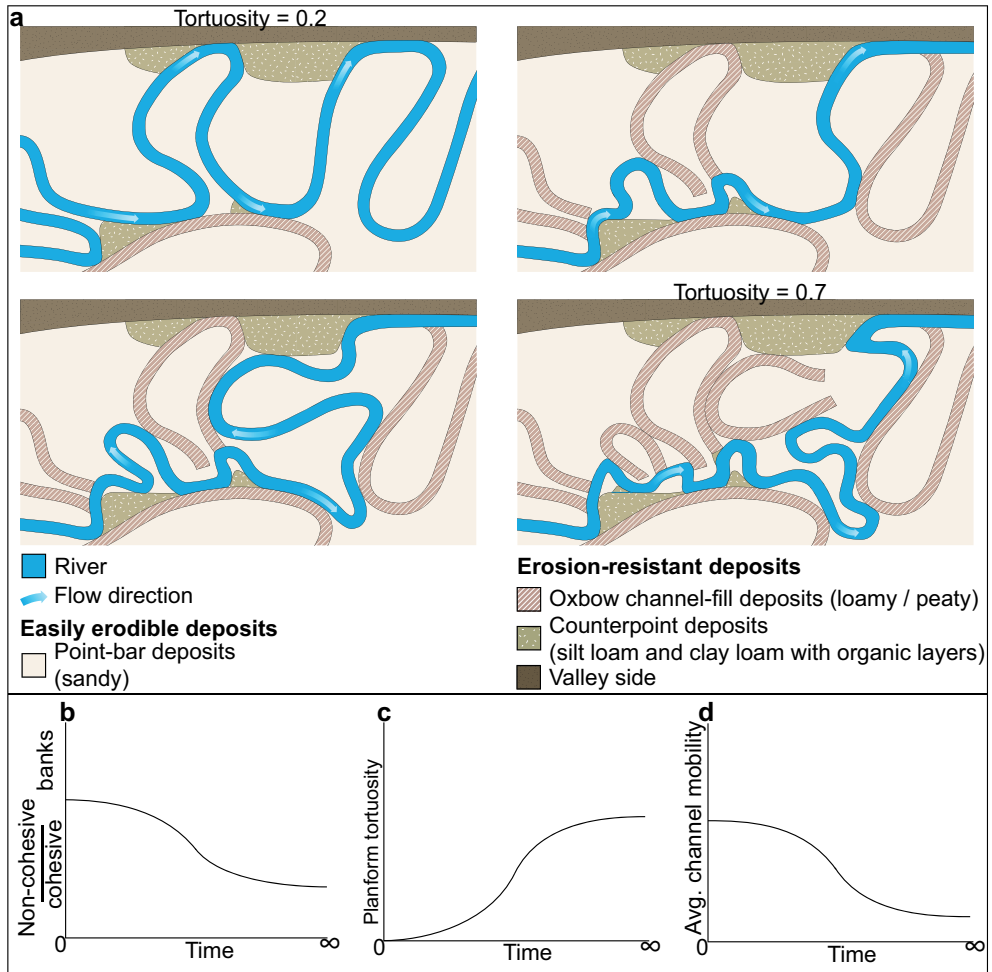 a
Tortuosity = 0.2
Tortuosity = 0.7
River
Flow direction
Easily erodible deposits
Point-bar deposits
(sandy)
Erosion-resistant deposits
Oxbow channel-fill deposits (loamy / peaty)
Counterpoint deposits
(silt loam and clay loam with organic layers)
Valley side
b
Non-cohesive
cohesive
banks
0
Time
∞
c
Planform tortuosity
0
Time
∞
d
Avg. channel mobility
0
Time
∞